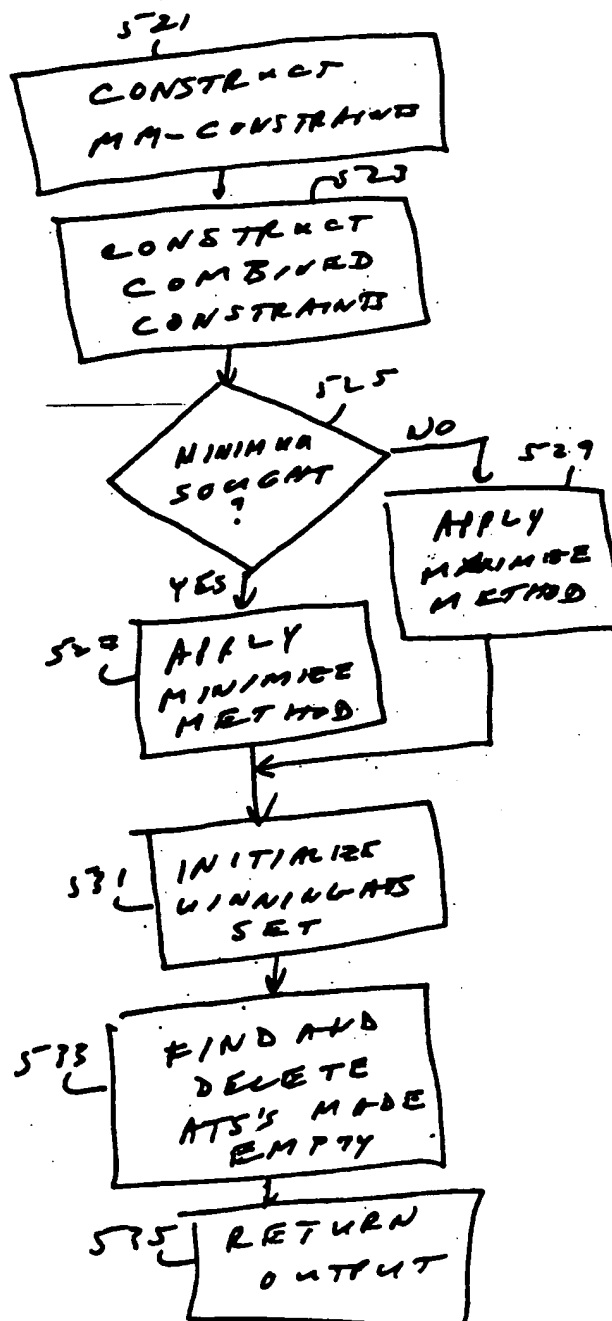 521
CONSTRUCT
MM-CONSTRAINTS
523
CONSTRUCT
COMBINED
CONSTRAINTS
525
MINIMUM
SOUGHT
?
NO
529
APPLY
MAXIMIZE
METHOD
YES
527
APPLY
MINIMIZE
METHOD
531
INITIALIZE
WINNINGATS
SET
533
FIND AND
DELETE
ATS'S MADE
EMPTY
535
RETURN
OUTPUT